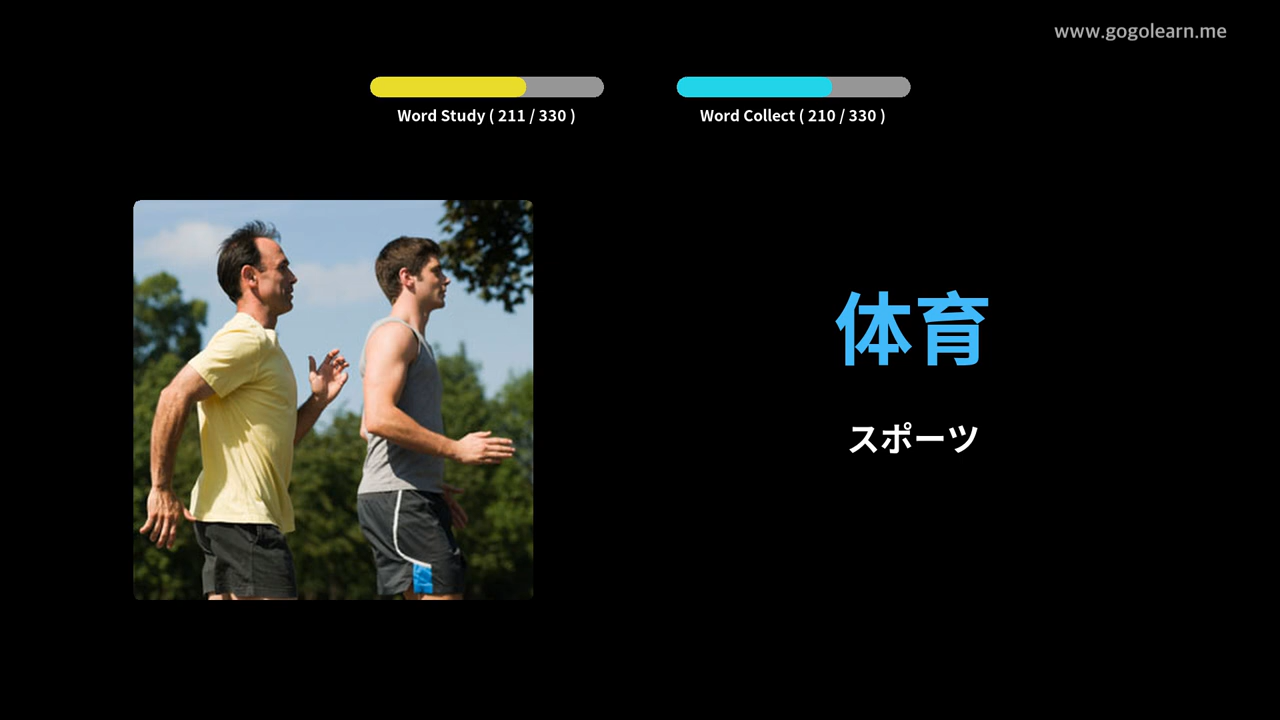 www.gogolearn.me
Word Study ( 211 / 330 )
Word Collect ( 210 / 330 )
体育
スポーツ